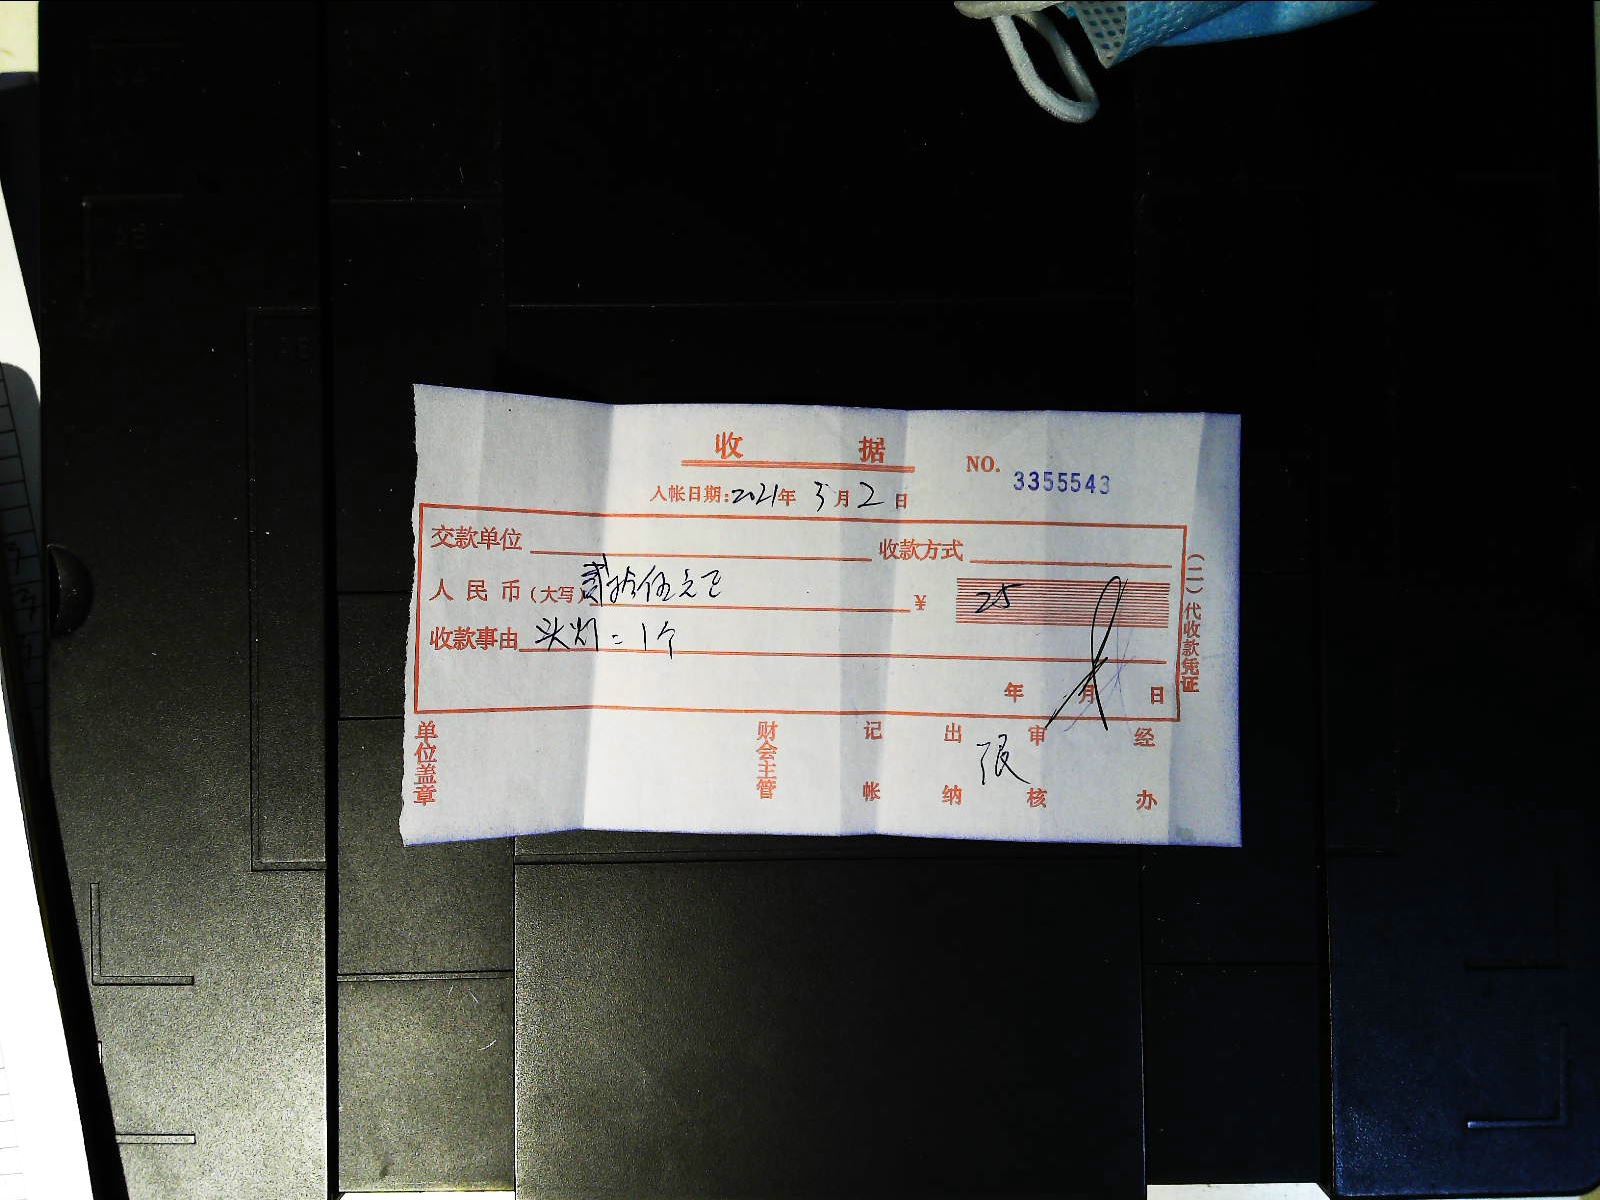 收 据
NO. 3355543
入帐日期:2021年 3月2日
交款单位 收款方式
人民币(大写)贰拾伍元正 ¥ 25
收款事由 头灯=1个
年 月 日
(二)代收款凭证
单位盖章 财会主管 记帐 出纳 张 审核 经办